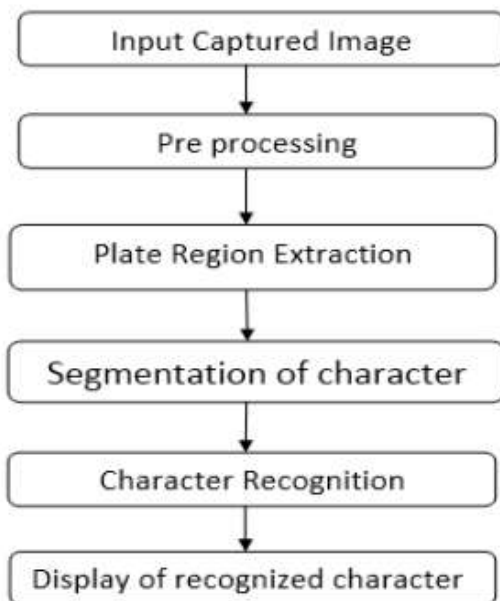 Input Captured Image
Pre processing
Plate Region Extraction
Segmentation of character
Character Recognition
Display of recognized character